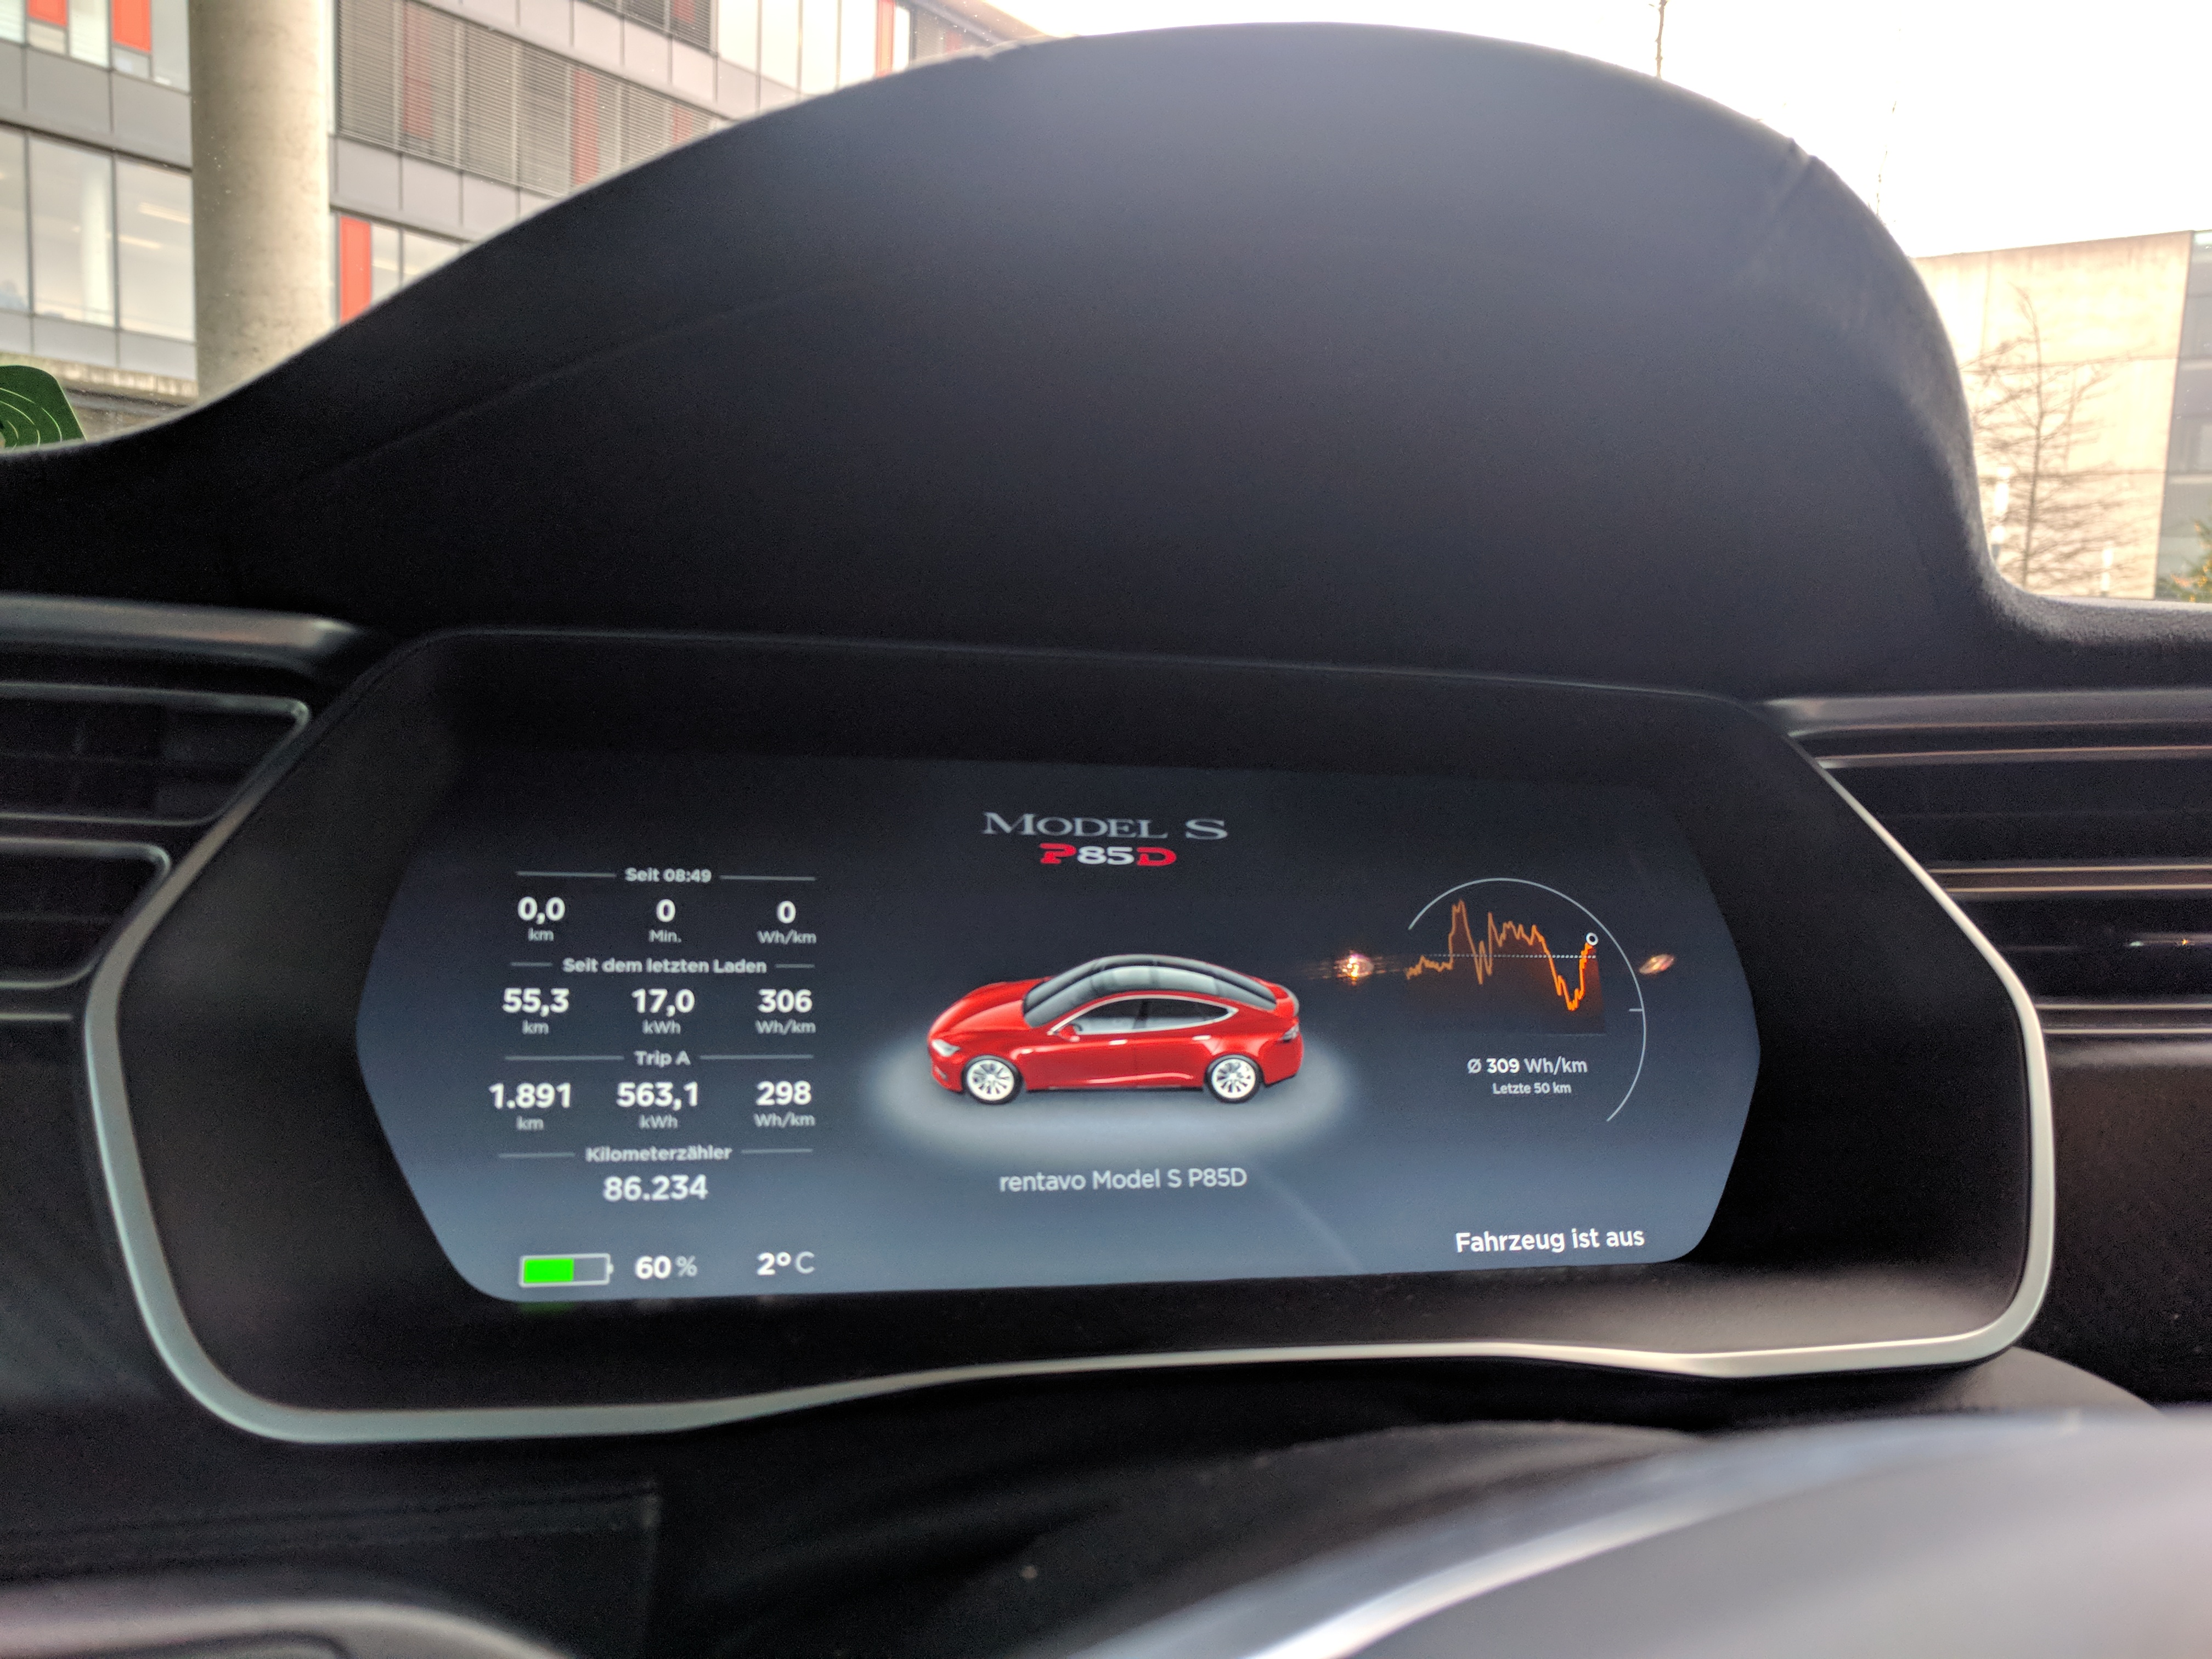 MODEL S
P85D
Seit 08:49
0,0 0 0
km Min. Wh/km
Seit dem letzten Laden
55,3 17,0 306
km kWh Wh/km
Trip A
1.891 563,1 298
km kWh Wh/km
Kilometerzähler
86.234
60 % 2°C
rentavo Model S P85D
Ø 309 Wh/km
Letzte 50 km
Fahrzeug ist aus